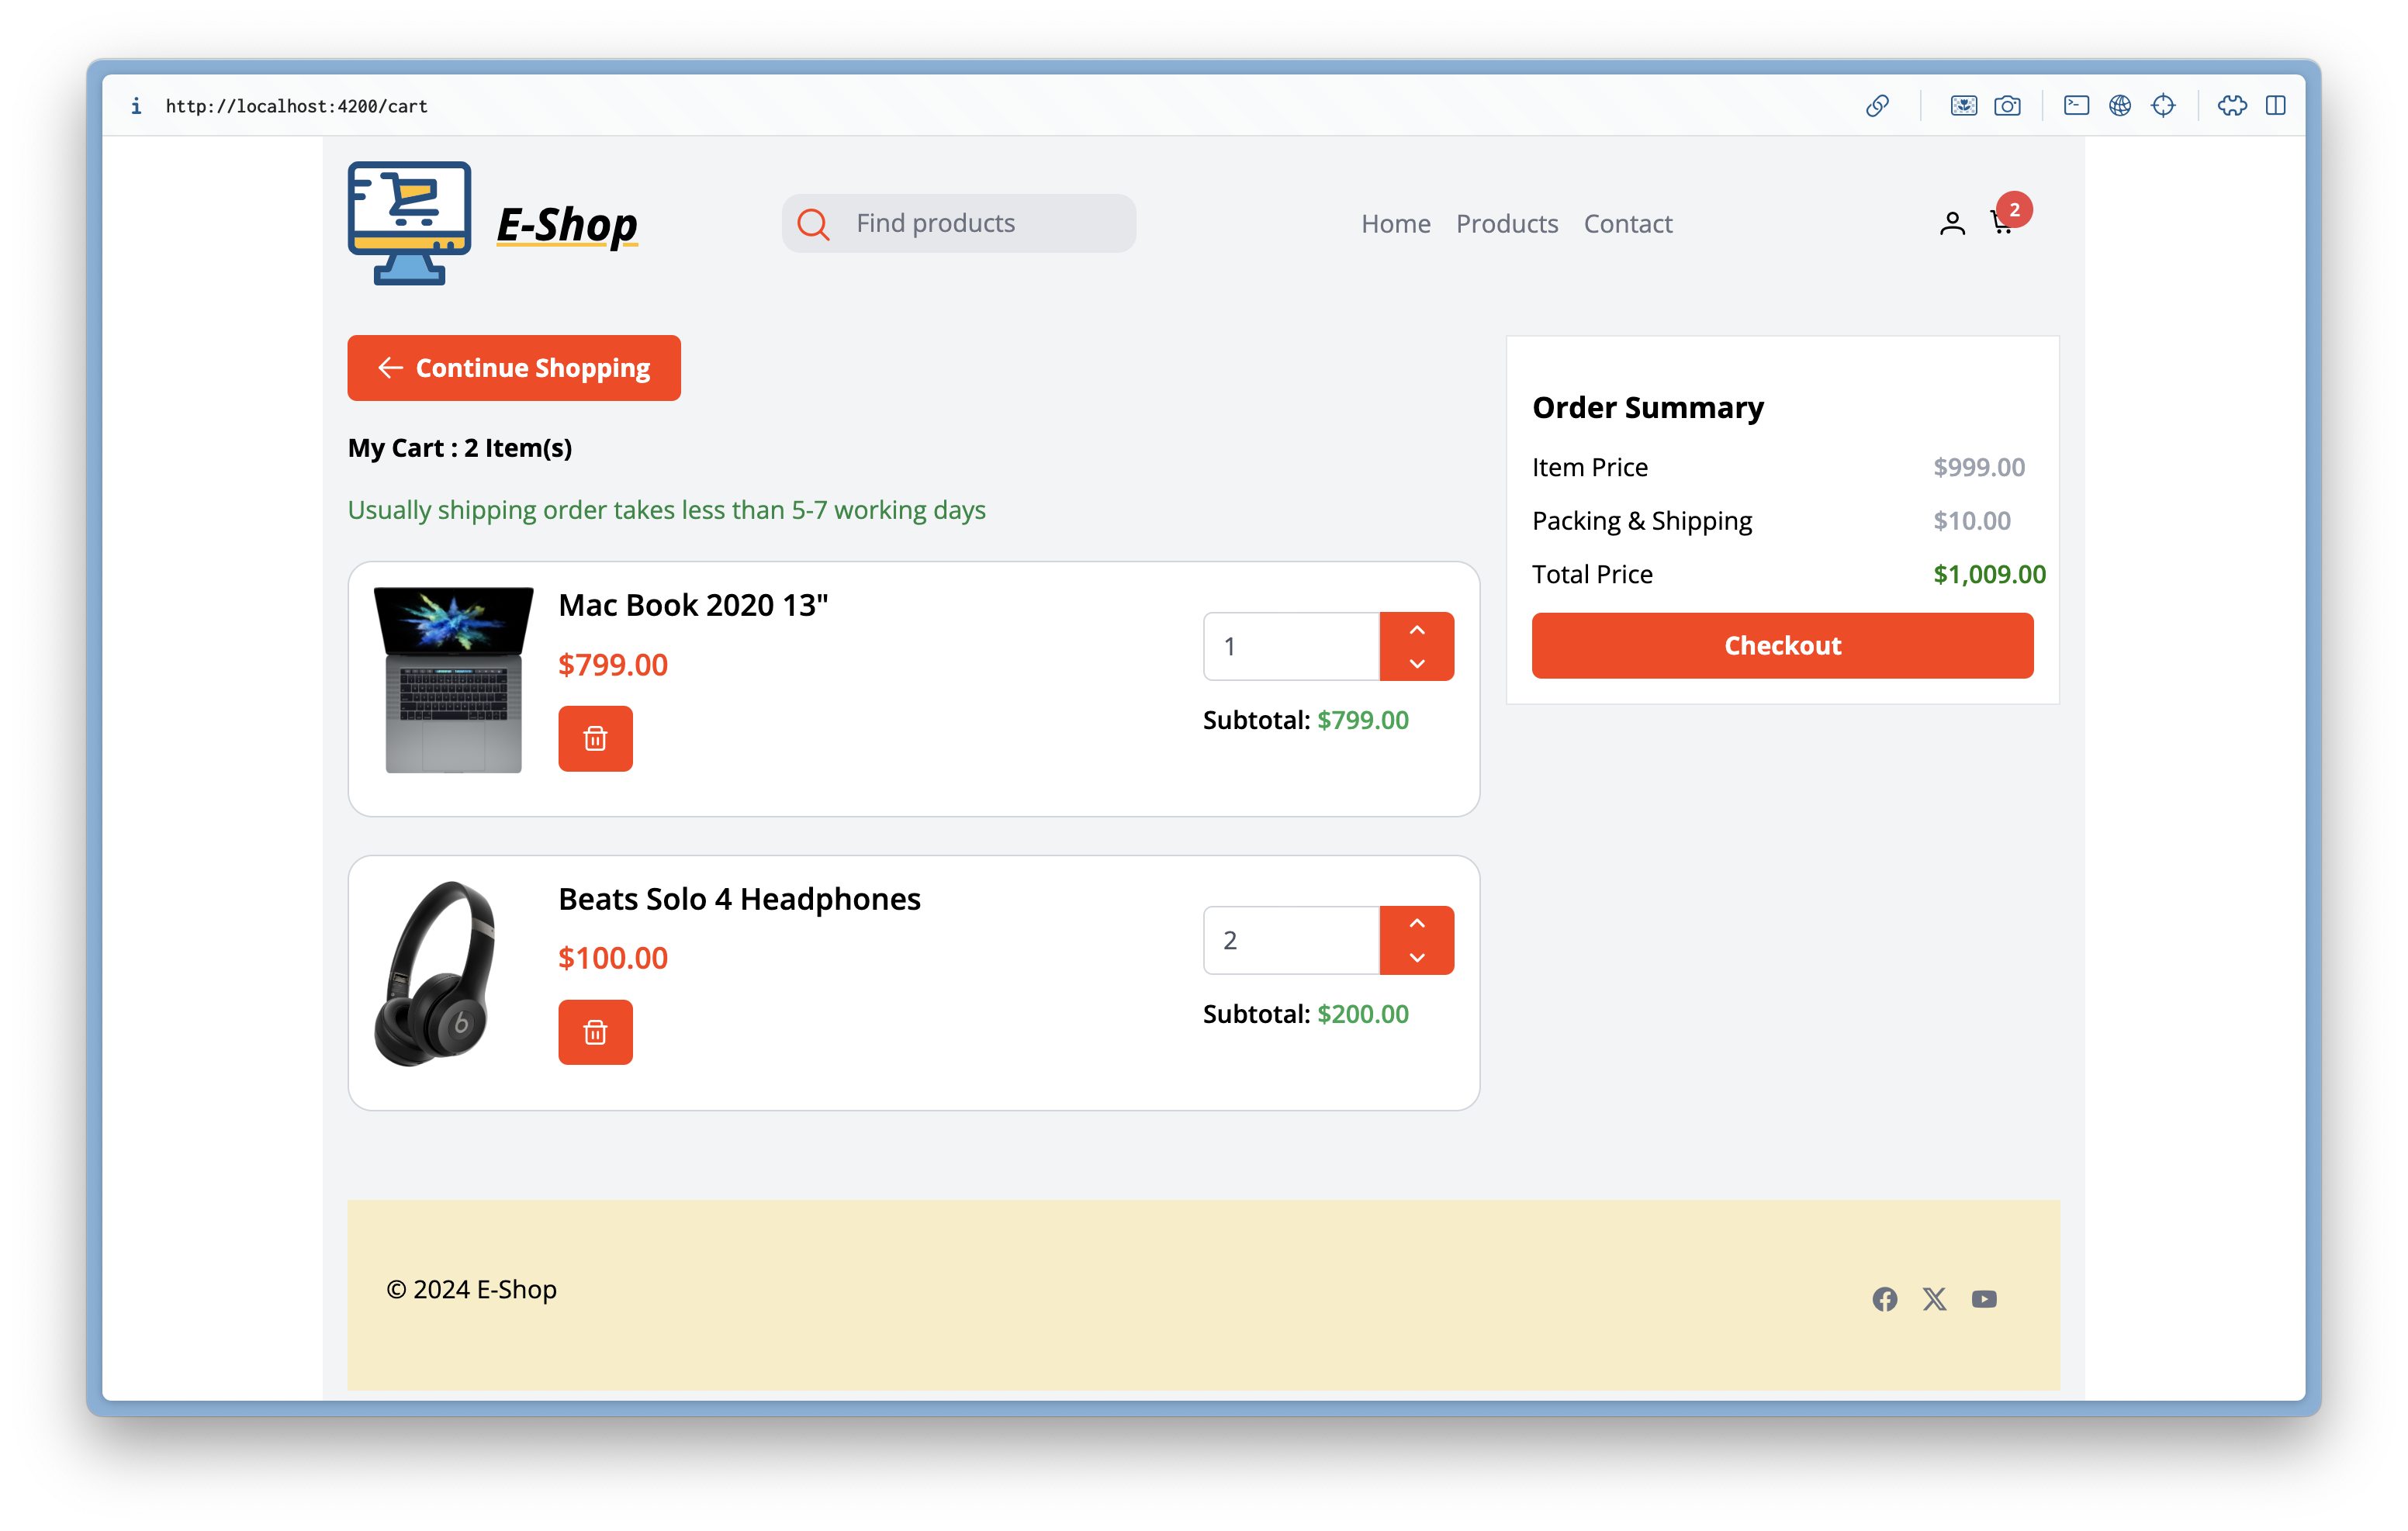 i http://localhost:4200/cart
E-Shop
Find products
Home Products Contact
2
Continue Shopping
My Cart : 2 Item(s)
Usually shipping order takes less than 5-7 working days
Mac Book 2020 13"
$799.00
1
Subtotal: $799.00
Beats Solo 4 Headphones
$100.00
2
Subtotal: $200.00
Order Summary
Item Price $999.00
Packing & Shipping $10.00
Total Price $1,009.00
Checkout
© 2024 E-Shop